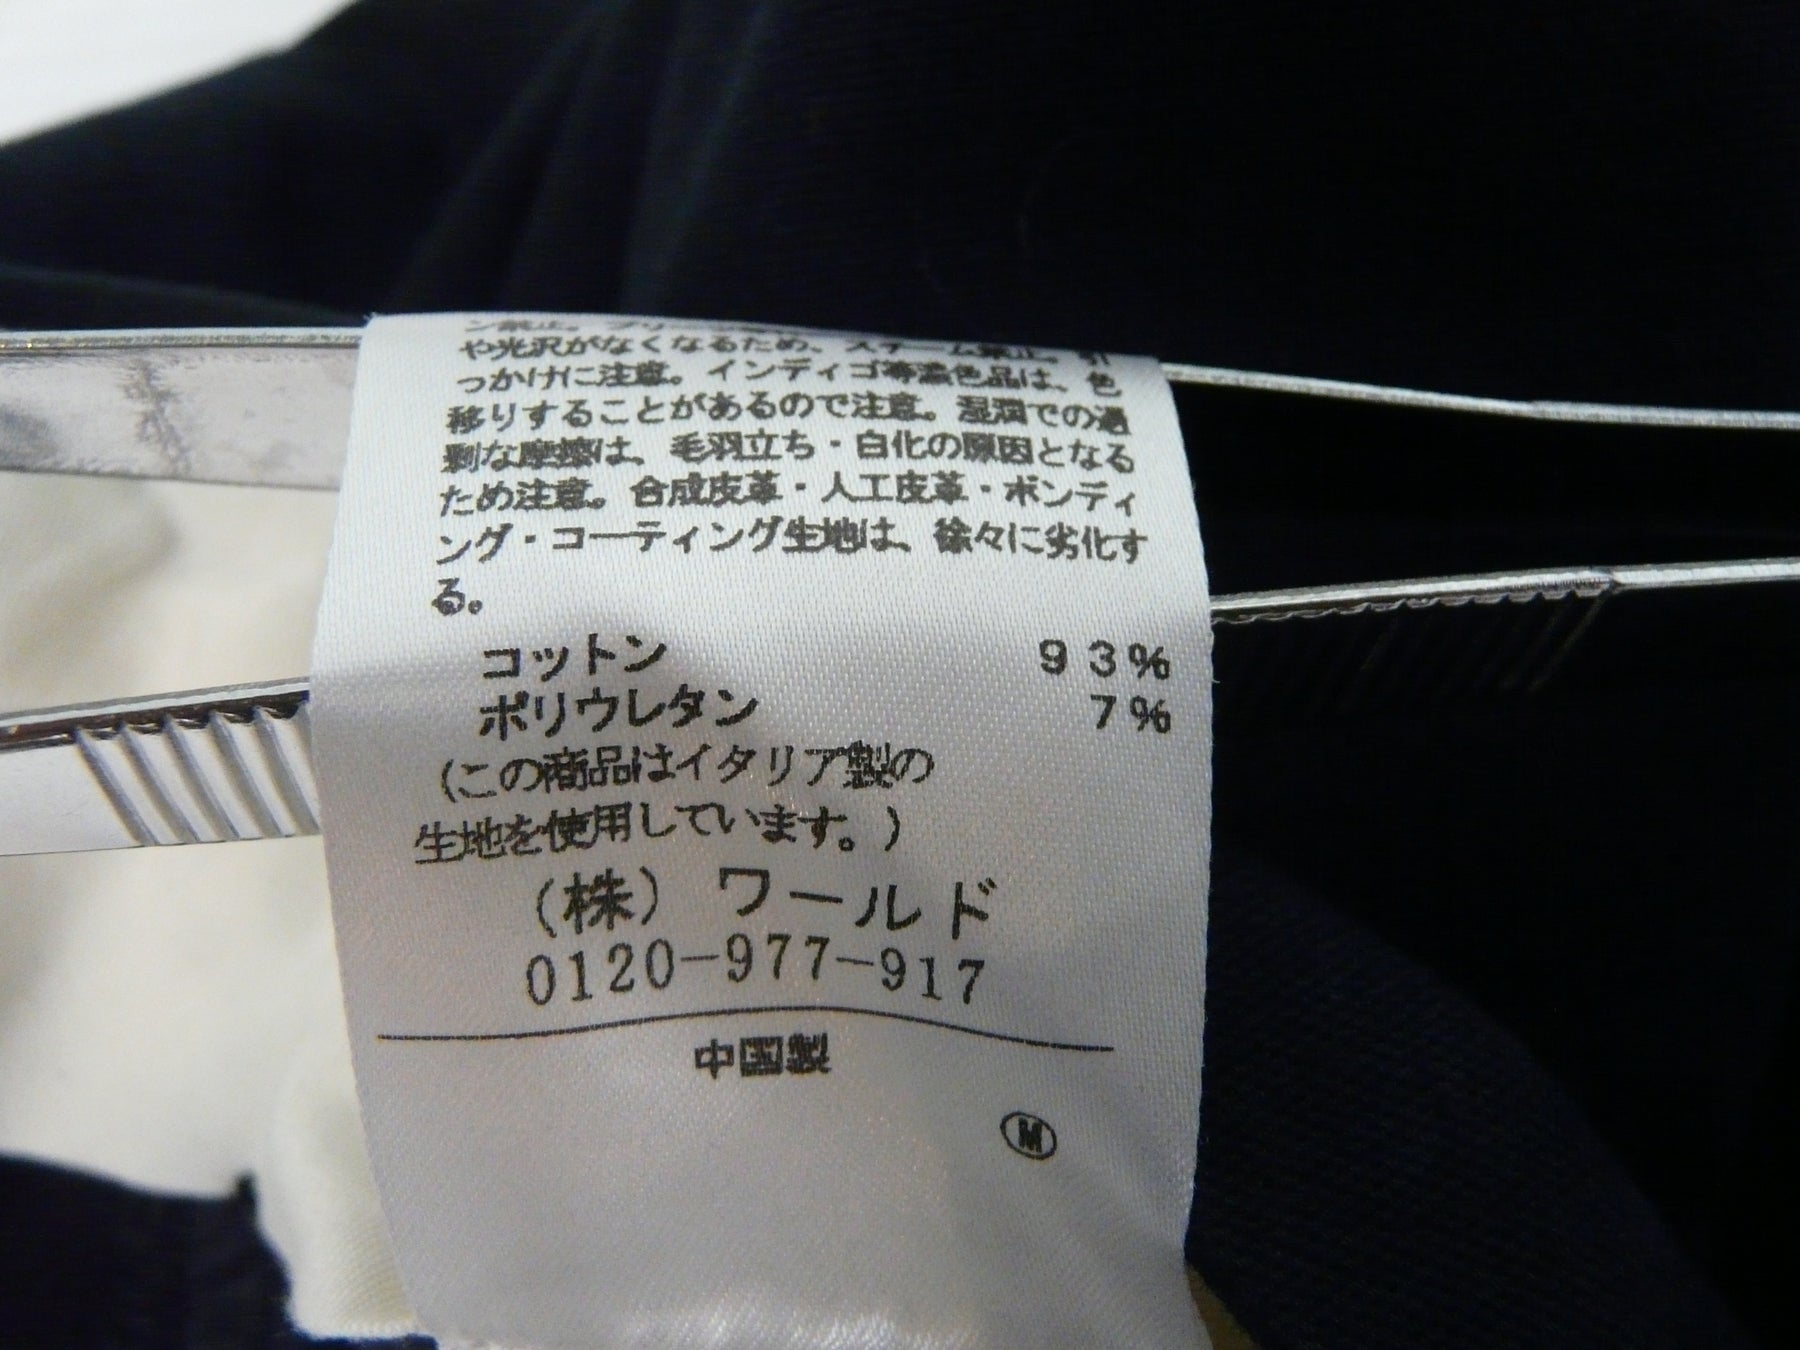 や光沢がなくなるため、スチーム禁止。引
っかけに注意。インディゴ等濃色品は、色
移りすることがあるので注意。湿潤での過
剰な摩擦は、毛羽立ち・白化の原因となる
ため注意。合成皮革・人工皮革・ボンディ
ング・コーティング生地は、徐々に劣化す
る。
コットン 93%
ポリウレタン 7%
(この商品はイタリア製の
生地を使用しています。)
(株) ワールド
0120-977-917
中国製
M